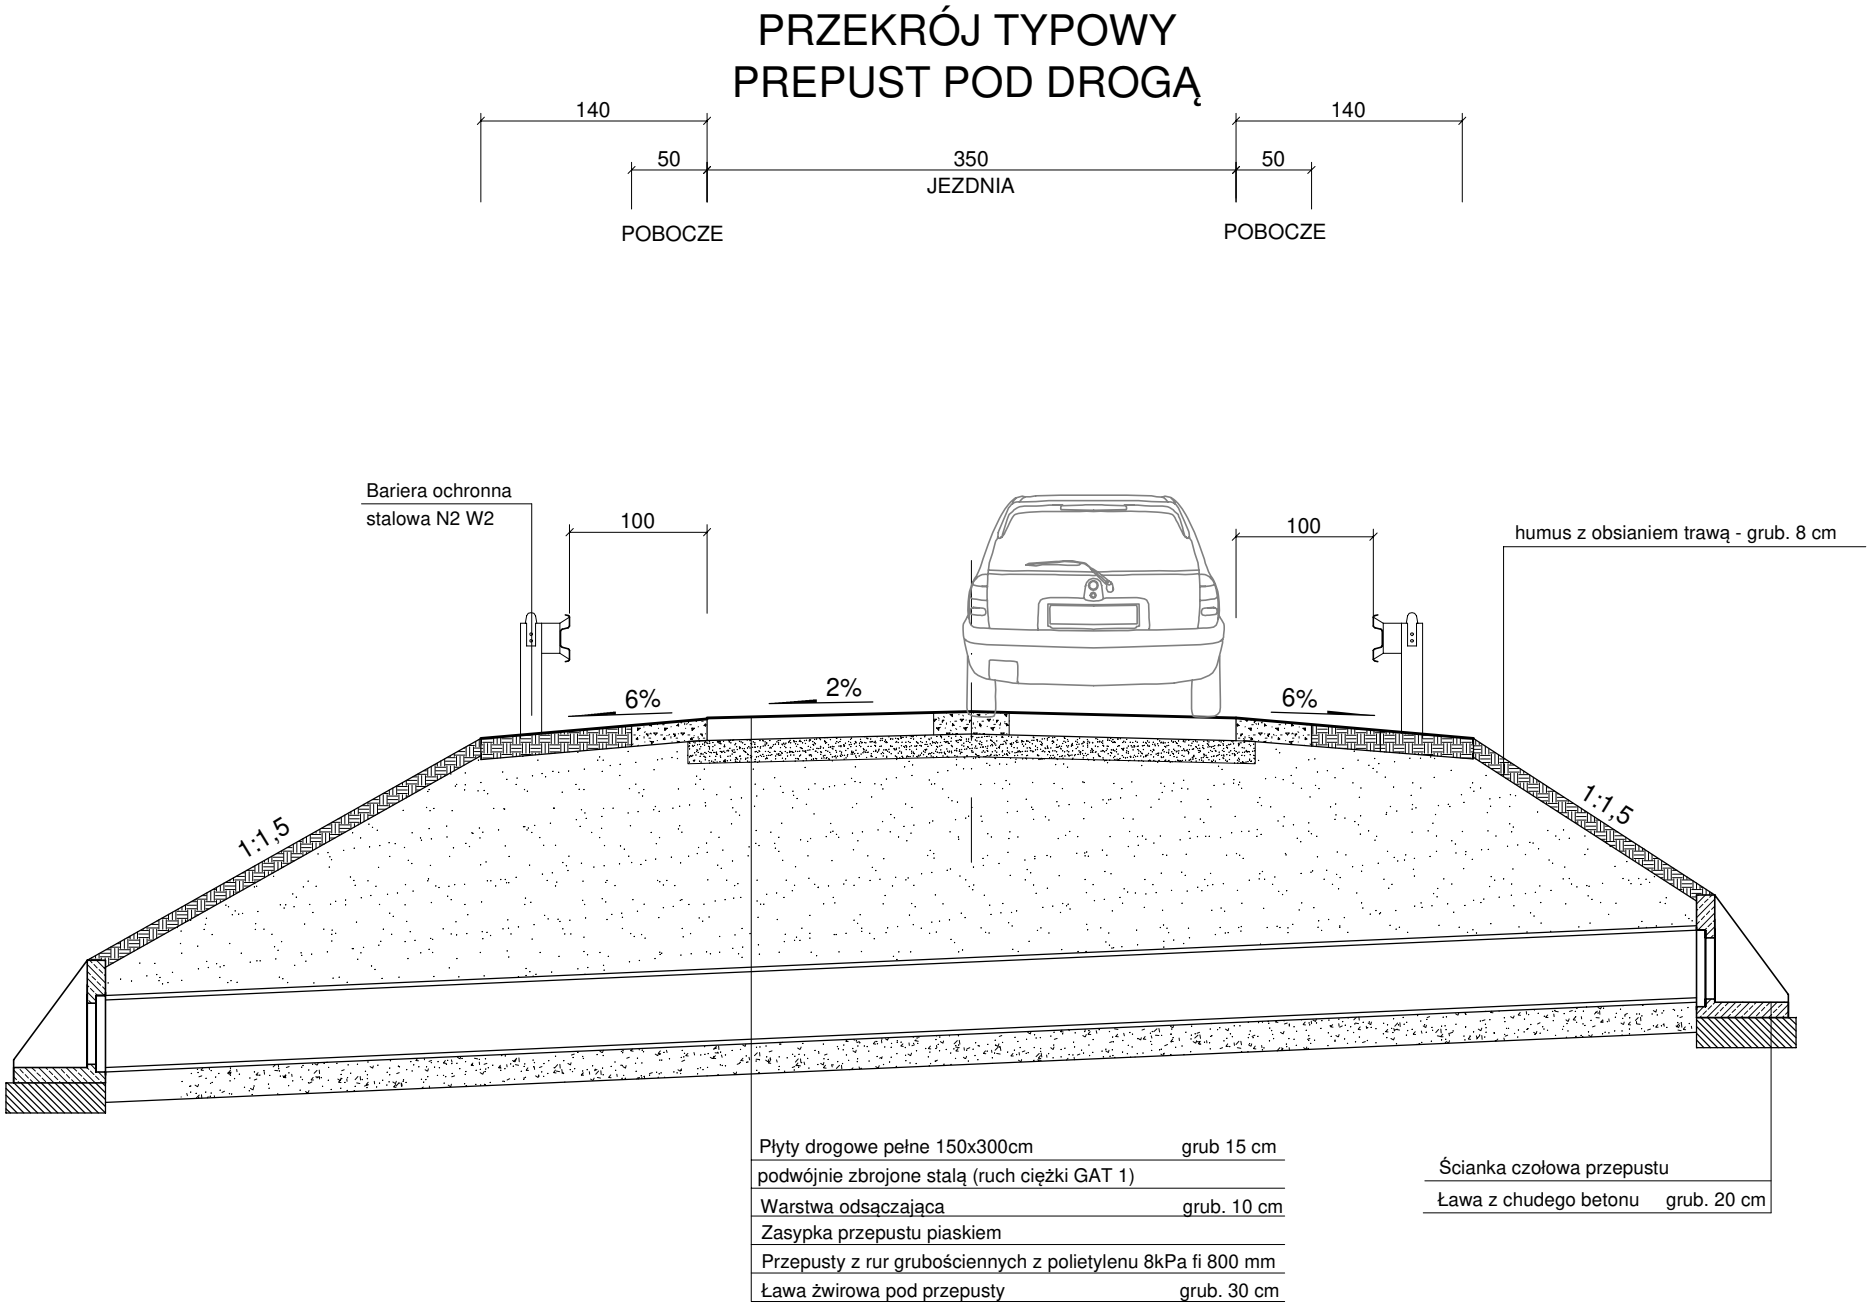 PRZEKRÓJ TYPOWY
PREPUST POD DROGĄ
140
140
50
350
50
JEZDNIA
POBOCZE
POBOCZE
Bariera ochronna
stalowa N2 W2
100
100
humus z obsianiem trawą - grub. 8 cm
6%
2%
6%
1:1,5
1:1,5
Płyty drogowe pełne 150x300cm grub 15 cm
podwójnie zbrojone stalą (ruch ciężki GAT 1)
Warstwa odsączająca grub. 10 cm
Zasypka przepustu piaskiem
Przepusty z rur grubościennych z polietylenu 8kPa fi 800 mm
Ława żwirowa pod przepusty grub. 30 cm
Ścianka czołowa przepustu
Ława z chudego betonu grub. 20 cm